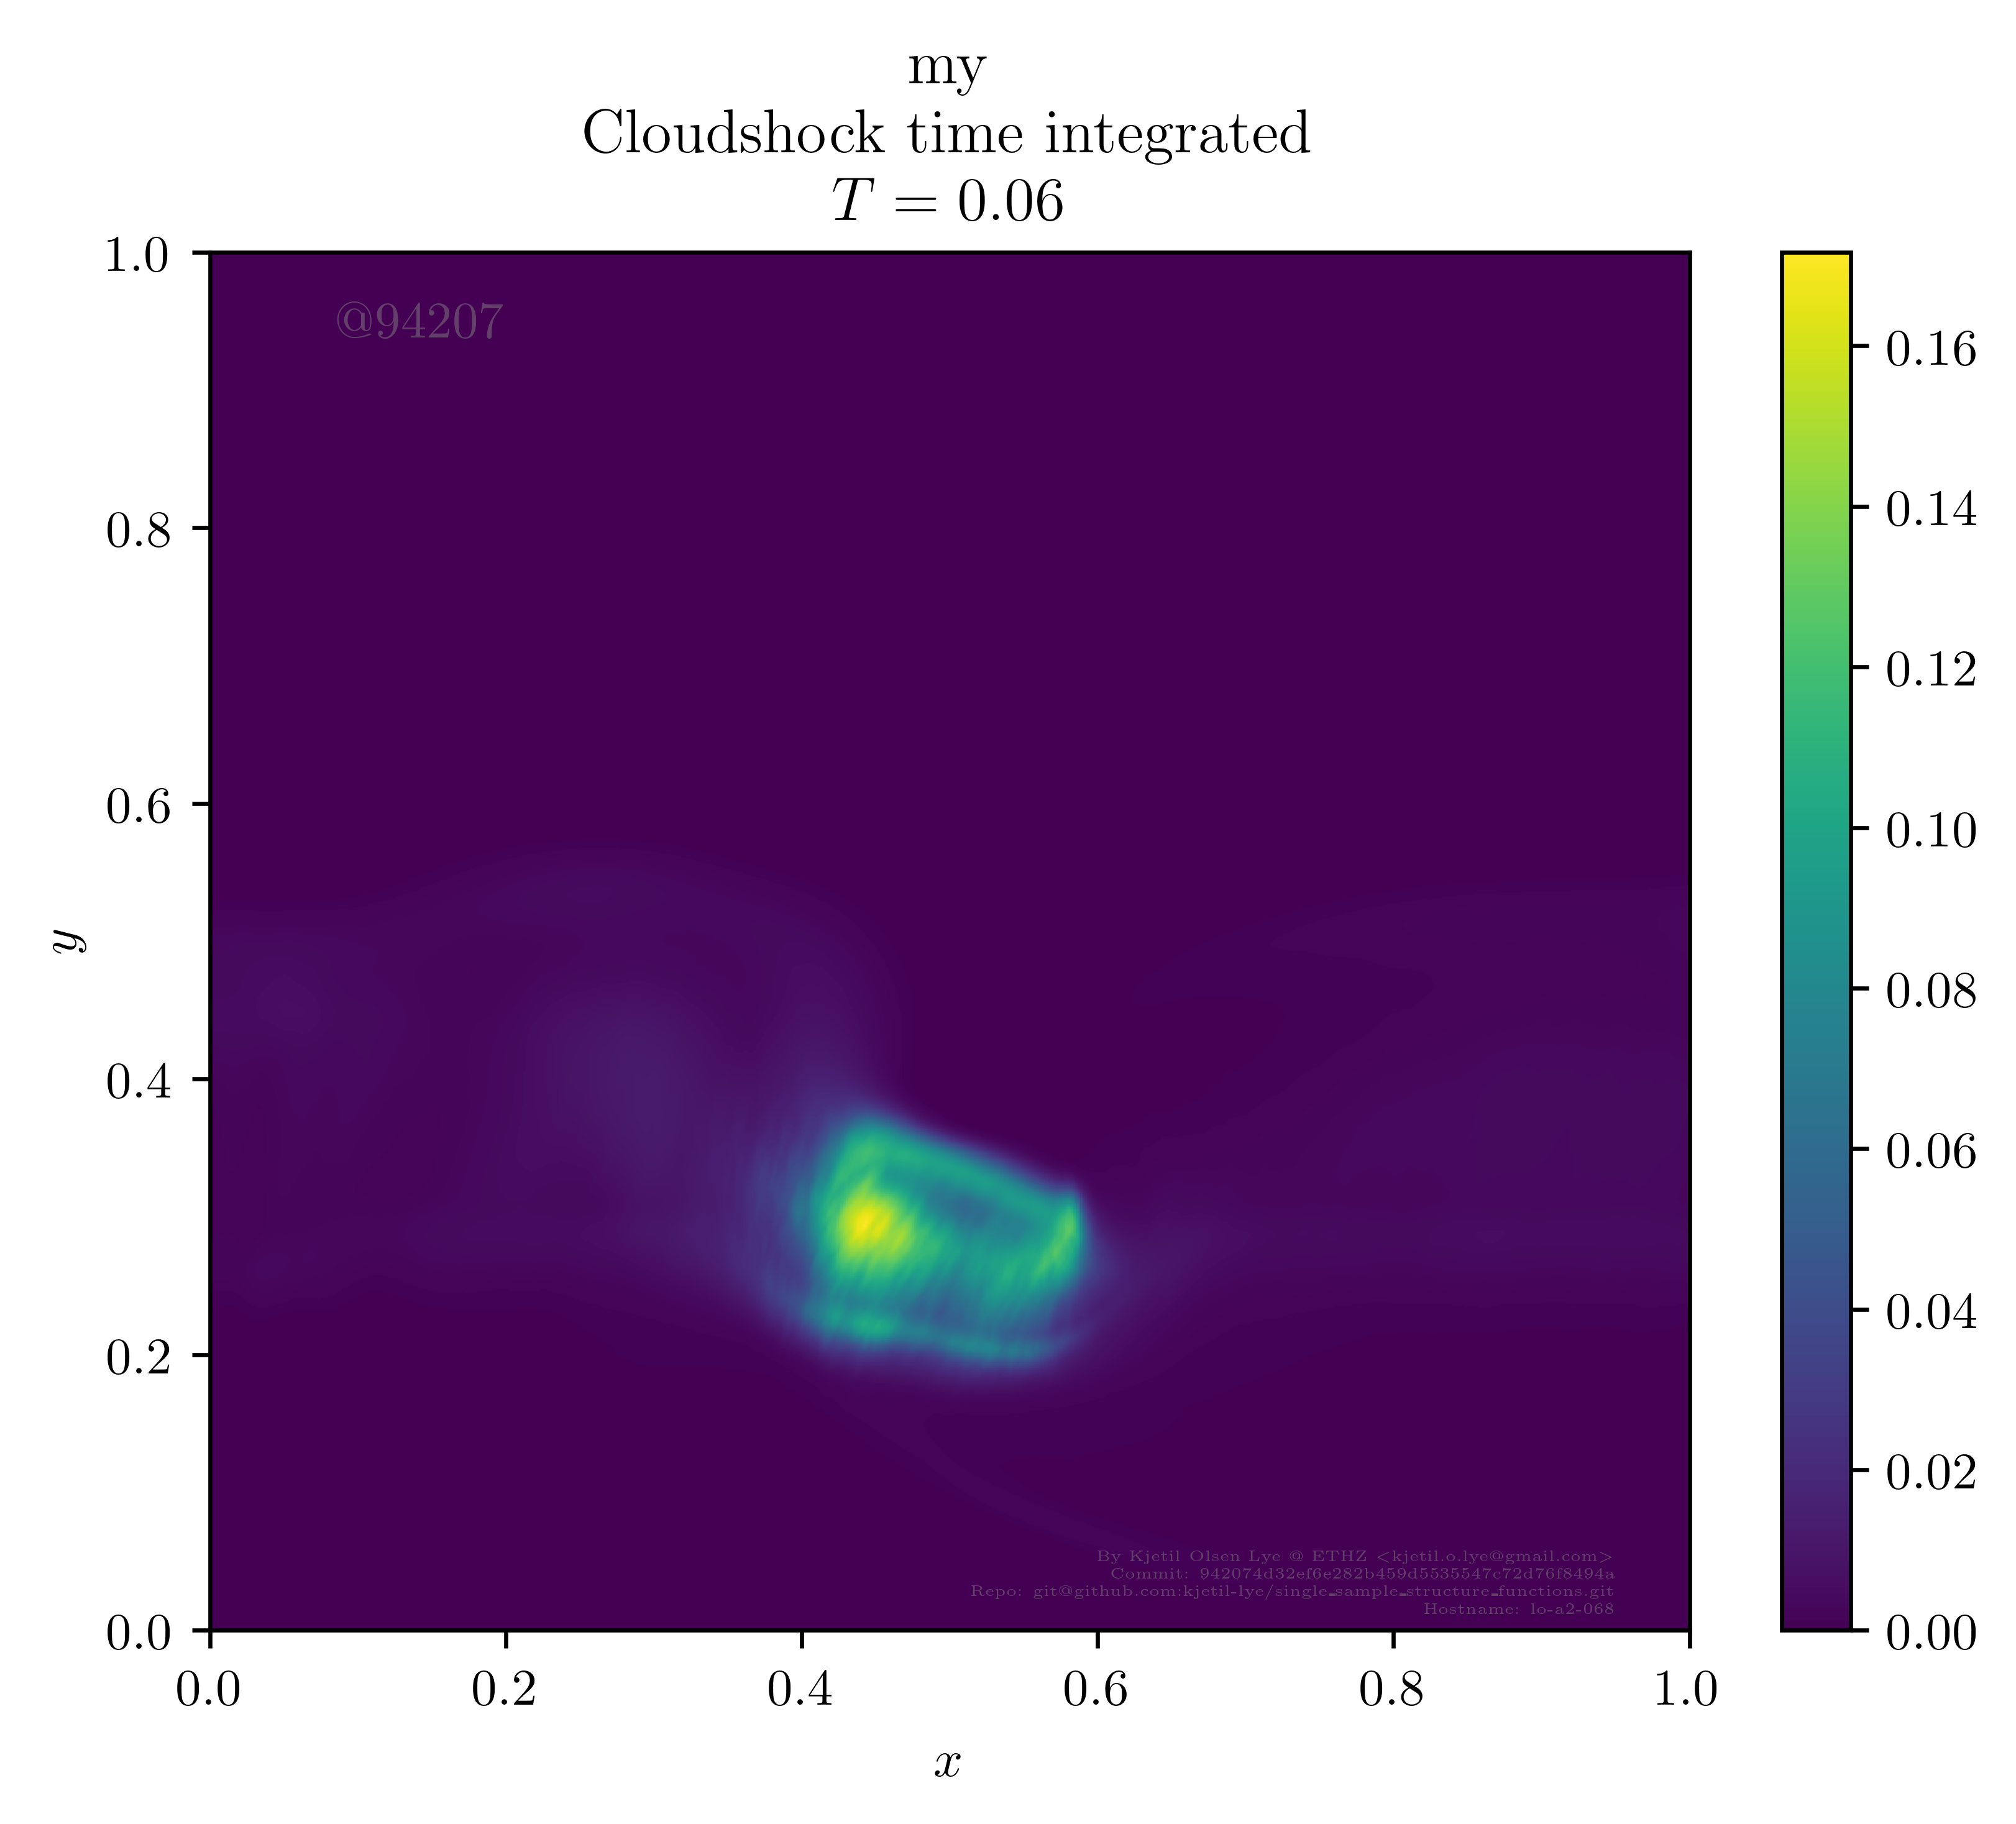 my
Cloudshock time integrated
T = 0.06
1.0
0.8
0.6
0.4
0.2
0.0
y
@94207
0.0 0.2 0.4 0.6 0.8 1.0
x
0.16
0.14
0.12
0.10
0.08
0.06
0.04
0.02
0.00
By Kjetil Olsen Lye @ ETHZ <kjetil.o.lye@gmail.com>
Commit: 942074d32ef6e282b459d5535547c72d76f8494a
Repo: git@github.com:kjetil-lye/single_sample_structure_functions.git
Hostname: lo-a2-068